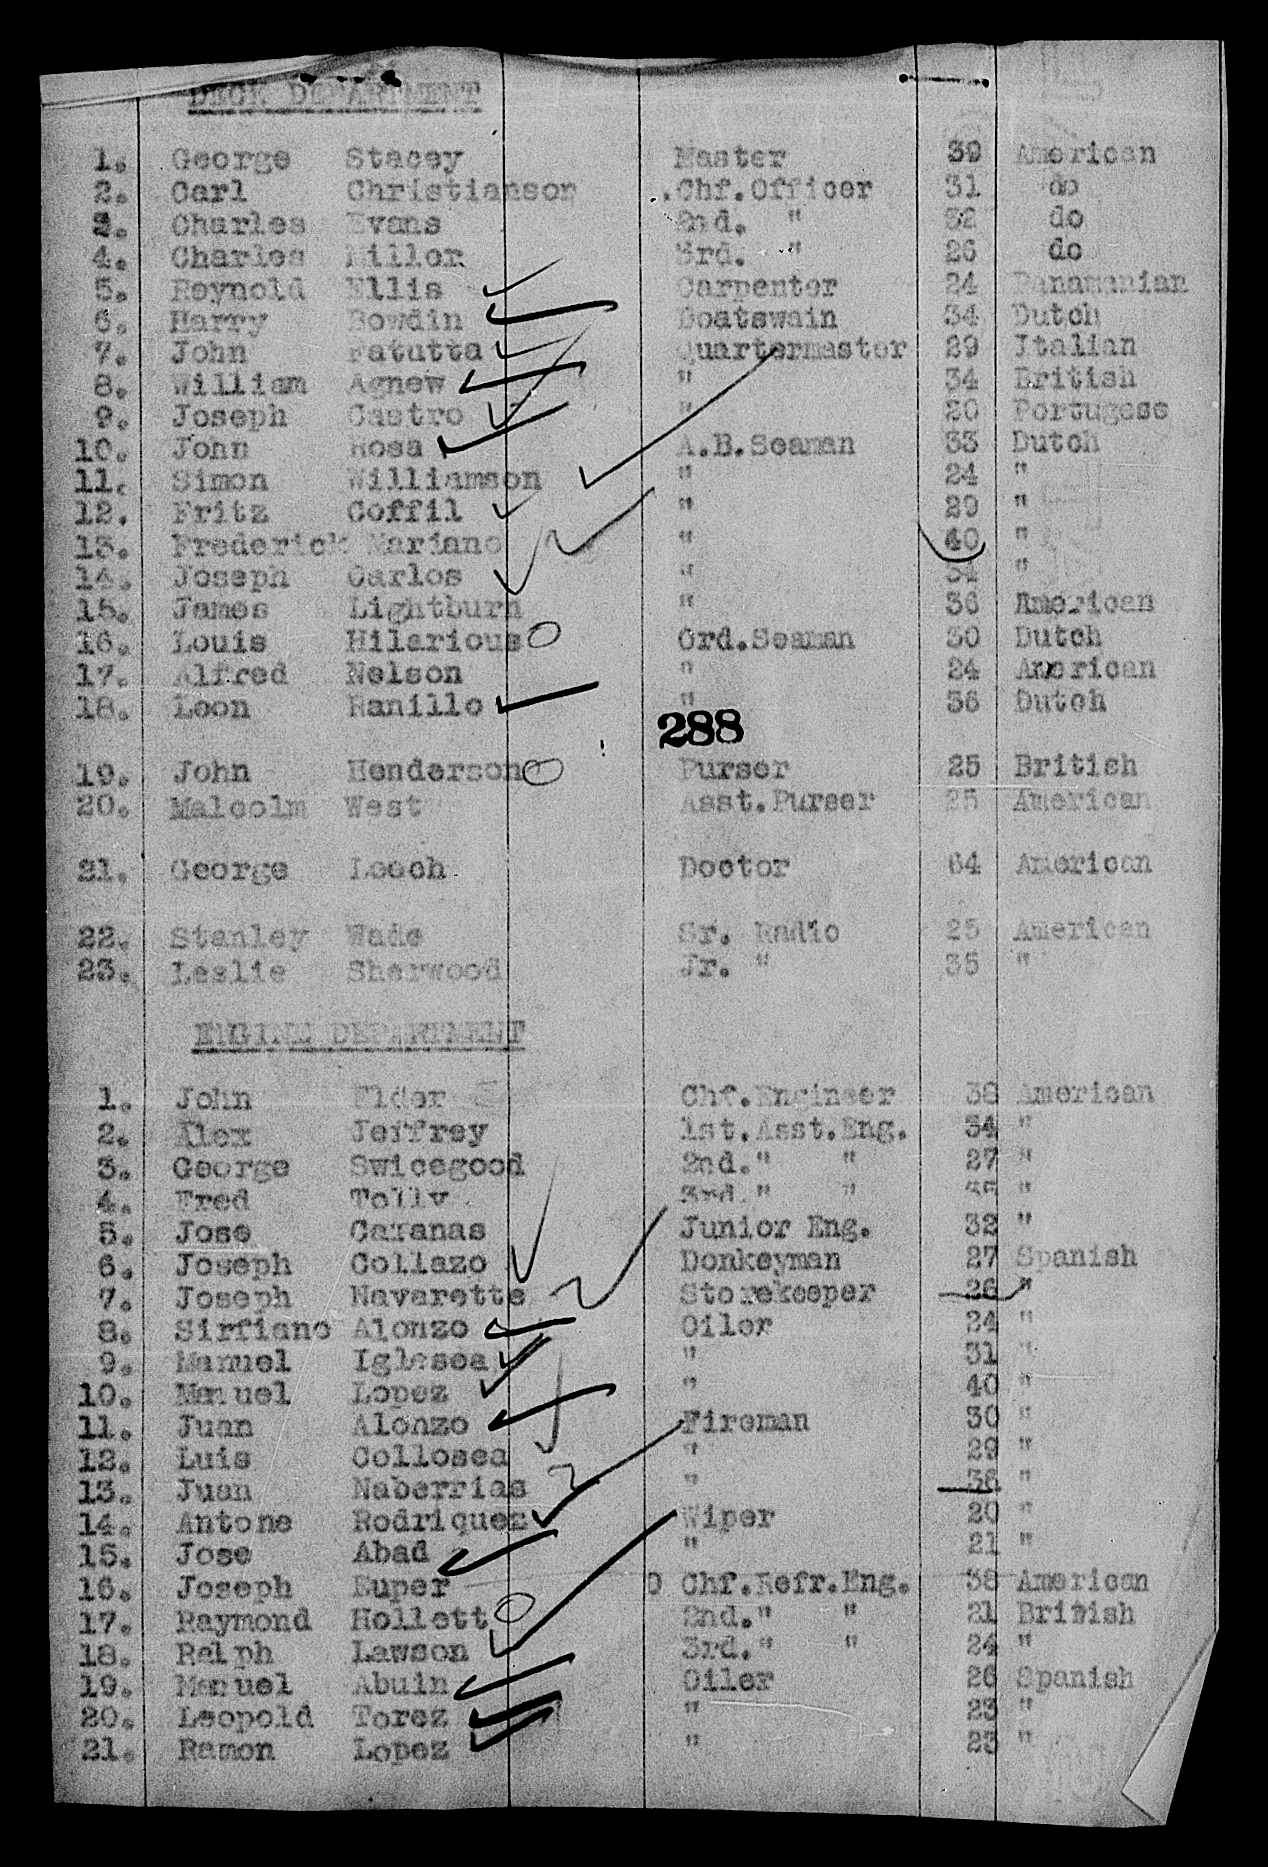 DECK DEPARTMENT
1. George Stacey Master 39 American
2. Carl Christianson .Chf.Officer 31 do
3. Charles Evans 2nd. " 32 do
4. Charles Miller 3rd. " 26 do
5. Reynold Ellis Carpenter 24 Panamanian
6. Harry Bowdin Boatswain 34 Dutch
7. John Patutta Quartermaster 29 Italian
8. William Agnew " 34 British
9. Joseph Castro " 20 Portugese
10. John Rosa A.B.Seaman 33 Dutch
11. Simon Williamson " 24 "
12. Fritz Coffil " 29 "
13. Frederick Mariano " 40 "
14. Joseph Carlos " "
15. James Lightburn " 36 American
16. Louis Hilarious Ord.Seaman 30 Dutch
17. Alfred Nelson " 24 American
18. Leon Ranillo " 36 Dutch
288
19. John Henderson Purser 25 British
20. Malcolm West Asst.Purser 25 American
21. George Leech Doctor 64 American
22. Stanley Wade Sr. Radio 25 American
23. Leslie Sherwood Jr. " 35 "
ENGINE DEPARTMENT
1. John Elder Chf.Engineer 38 American
2. Alex Jeffrey 1st.Asst.Eng. 34 "
3. George Swicegood 2nd." " 27 "
4. Fred Tolly 3rd." " "
5. Jose Caranas Junior Eng. 32 "
6. Joseph Collazo Donkeyman 27 Spanish
7. Joseph Navarette Storekeeper 26 "
8. Sirfiano Alonzo Oiler 24 "
9. Manuel Iglesea " 31 "
10. Manuel Lopez " 40 "
11. Juan Alonzo Fireman 30 "
12. Luis Collosea " 29 "
13. Juan Naberrias " 38 "
14. Antone Rodriquez Wiper 20 "
15. Jose Abad " 21 "
16. Joseph Euper Chf.Refr.Eng. 38 American
17. Raymond Hollett 2nd." " 21 British
18. Ralph Lawson 3rd." " 24 "
19. Manuel Abuin Oiler 26 Spanish
20. Leopold Torez " 23 "
21. Ramon Lopez " 23 "